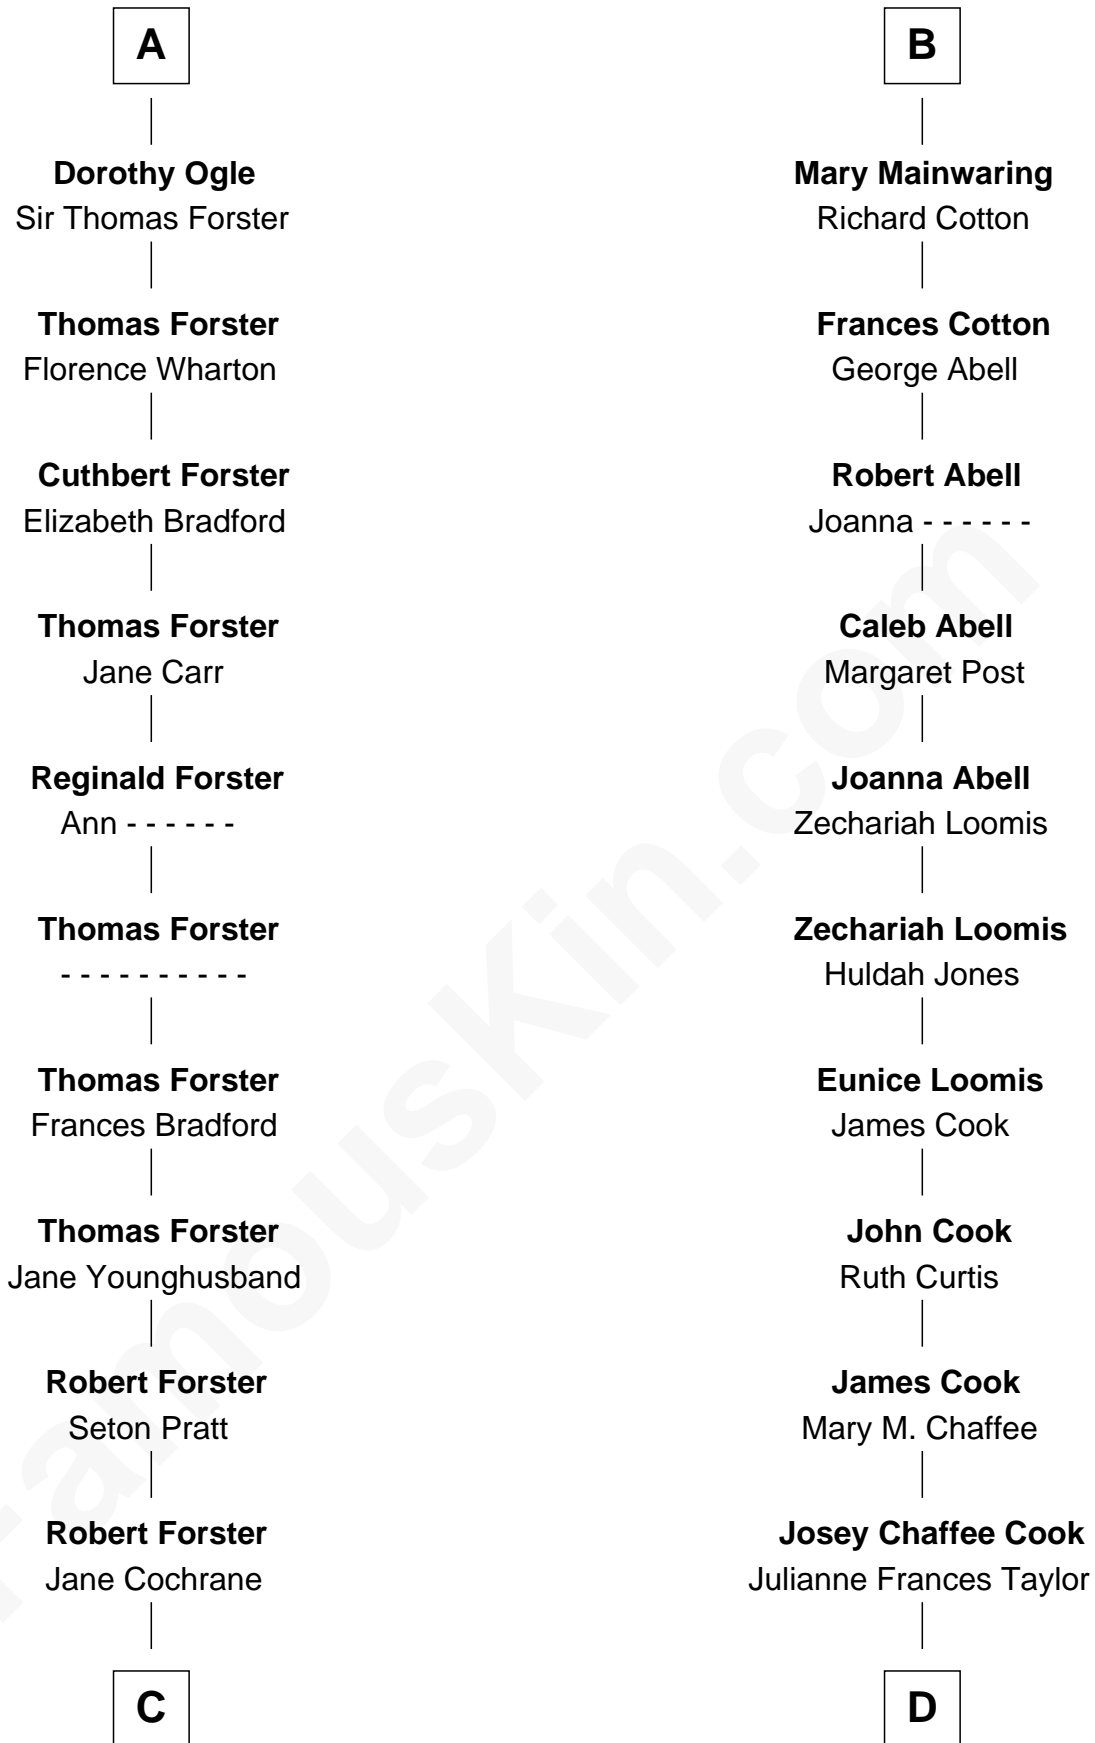 A
Dorothy Ogle
Sir Thomas Forster
Thomas Forster
Florence Wharton
Cuthbert Forster
Elizabeth Bradford
Thomas Forster
Jane Carr
Reginald Forster
Ann - - - - - -
Thomas Forster
- - - - - - - - - -
Thomas Forster
Frances Bradford
Thomas Forster
Jane Younghusband
Robert Forster
Seton Pratt
Robert Forster
Jane Cochrane
C
B
Mary Mainwaring
Richard Cotton
Frances Cotton
George Abell
Robert Abell
Joanna - - - - - -
Caleb Abell
Margaret Post
Joanna Abell
Zechariah Loomis
Zechariah Loomis
Huldah Jones
Eunice Loomis
James Cook
John Cook
Ruth Curtis
James Cook
Mary M. Chaffee
Josey Chaffee Cook
Julianne Frances Taylor
D
FamousKin.com